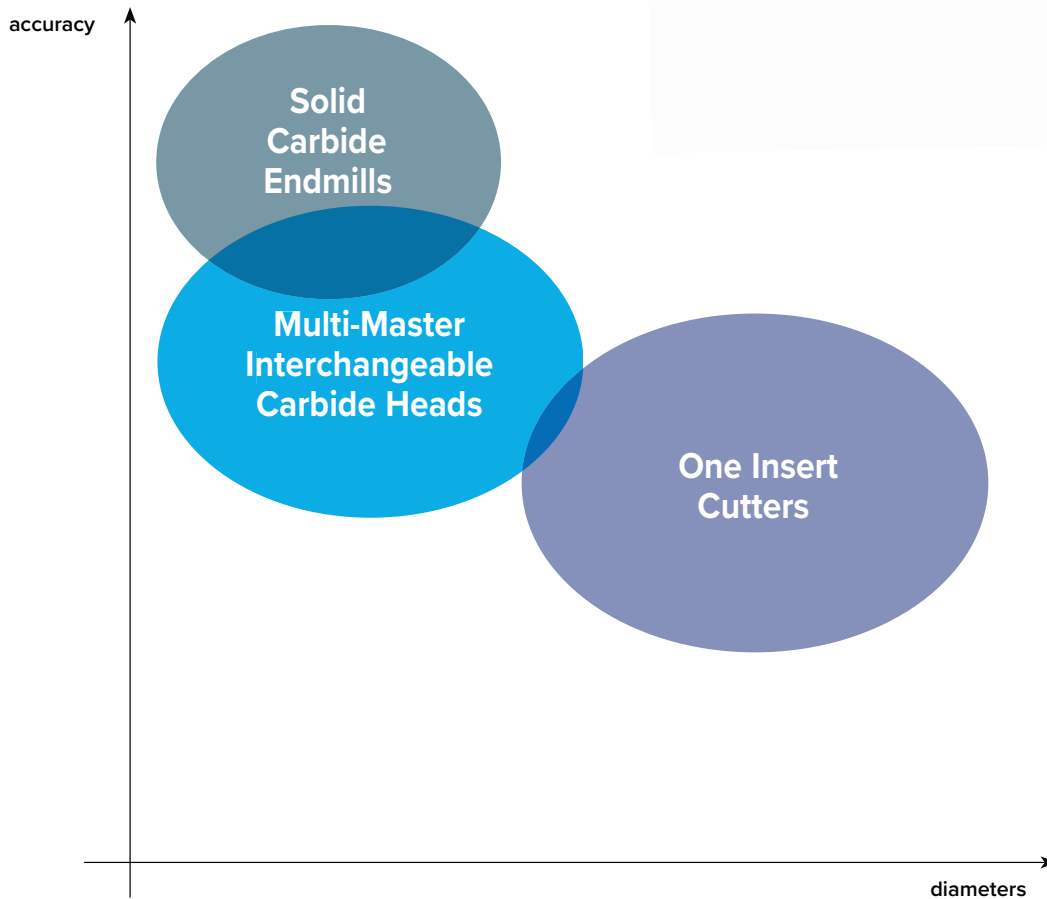 accuracy
Solid
Carbide
Endmills
Multi-Master
Interchangeable
Carbide Heads
One Insert
Cutters
diameters